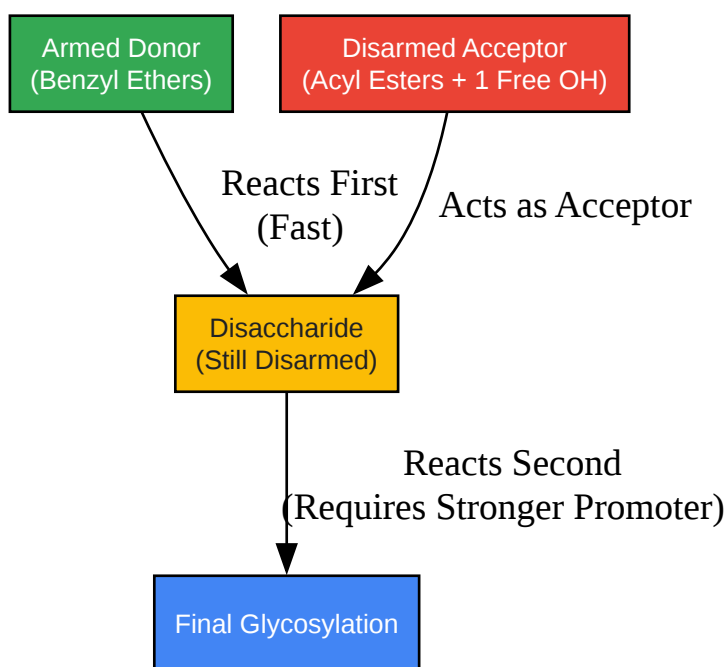 Armed Donor
(Benzyl Ethers)
Disarmed Acceptor
(Acyl Esters + 1 Free OH)
Reacts First
(Fast)
Acts as Acceptor
Disaccharide
(Still Disarmed)
Reacts Second
(Requires Stronger Promoter)
Final Glycosylation